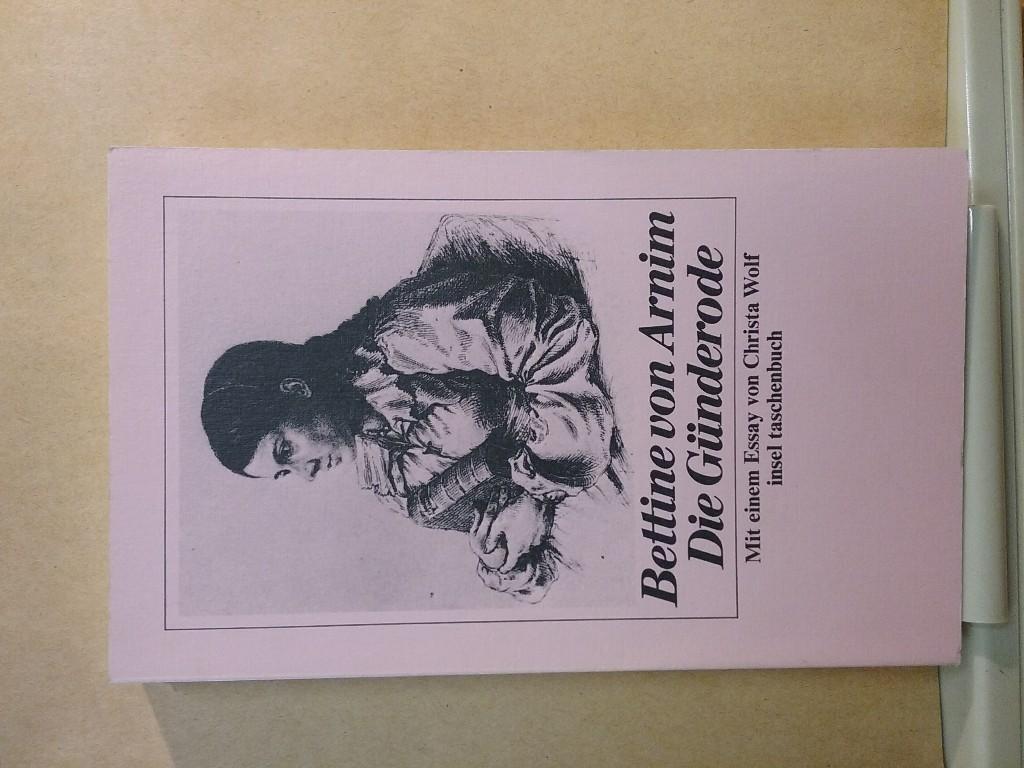 Bettine von Arnim
Die Günderode
Mit einem Essay von Christa Wolf
insel taschenbuch